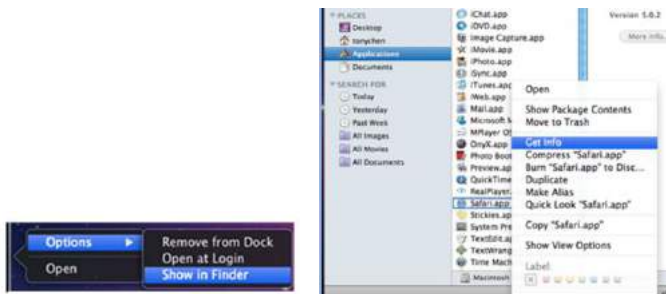 Options
Open
Remove from Dock
Open at Login
Show in Finder
PLACES
Desktop
tonychen
Applications
Documents
SEARCH FOR
Today
Yesterday
Past Week
All Images
All Movies
All Documents
iChat.app
iDVD.app
Image Capture.app
iMovie.app
iPhoto.app
iSync.app
iTunes.app
iWeb.app
Mail.app
Microsoft M
MPlayer OS
OnyX.app
Photo Boot
Preview.ap
QuickTime
RealPlayer.
Safari.app
Stickies.ap
System Pre
TextEdit.ap
TextWrang
Time Mach
Macintosh
Version 5.0.2
More info.
Open
Show Package Contents
Move to Trash
Get Info
Compress "Safari.app"
Burn "Safari.app" to Disc...
Duplicate
Make Alias
Quick Look "Safari.app"
Copy "Safari.app"
Show View Options
Label: